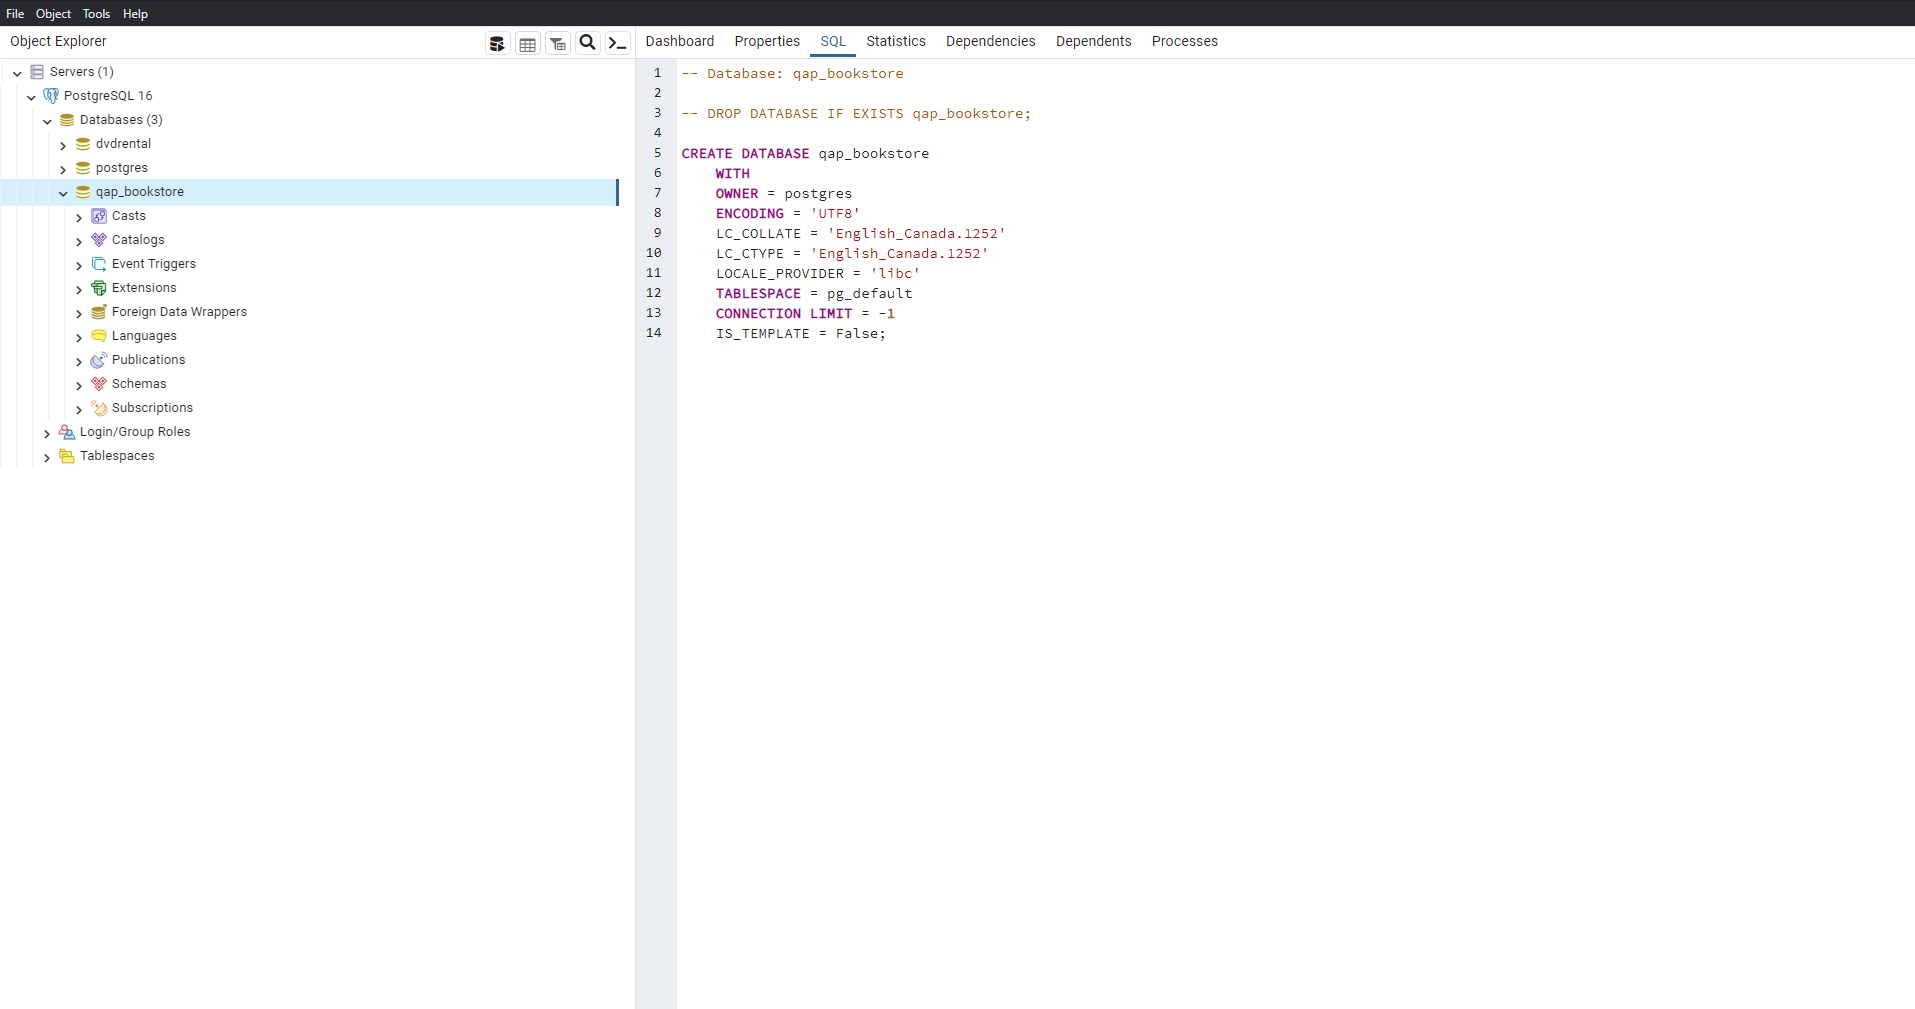 File Object Tools Help
Object Explorer
Servers (1)
PostgreSQL 16
Databases (3)
dvdrental
postgres
qap_bookstore
Casts
Catalogs
Event Triggers
Extensions
Foreign Data Wrappers
Languages
Publications
Schemas
Subscriptions
Login/Group Roles
Tablespaces
Dashboard Properties SQL Statistics Dependencies Dependents Processes
1 -- Database: qap_bookstore
2
3 -- DROP DATABASE IF EXISTS qap_bookstore;
4
5 CREATE DATABASE qap_bookstore
6 WITH
7 OWNER = postgres
8 ENCODING = 'UTF8'
9 LC_COLLATE = 'English_Canada.1252'
10 LC_CTYPE = 'English_Canada.1252'
11 LOCALE_PROVIDER = 'libc'
12 TABLESPACE = pg_default
13 CONNECTION LIMIT = -1
14 IS_TEMPLATE = False;